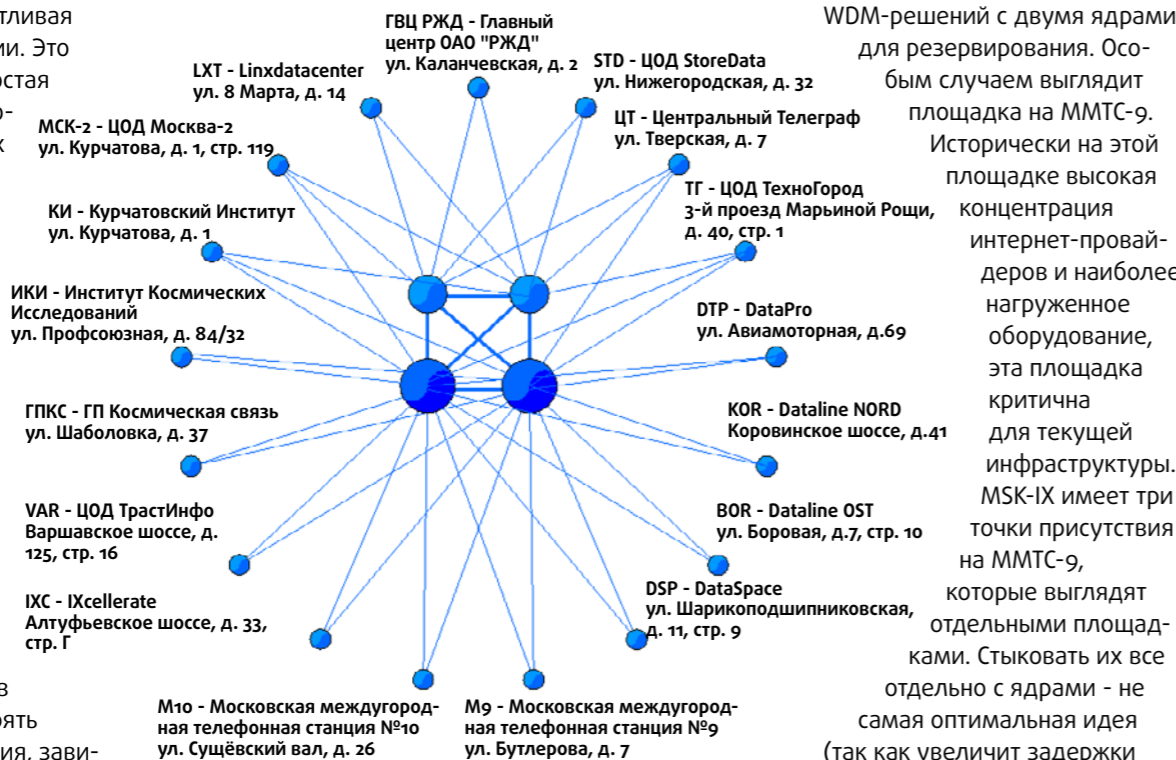 тливая
ии. Это
остая
о-
х
в
рять
ия, зави-
ГВЦ РЖД - Главный
центр ОАО "РЖД"
ул. Каланчевская, д. 2
LXT - Linxdatacenter
ул. 8 Марта, д. 14
STD - ЦОД StoreData
ул. Нижегородская, д. 32
МСК-2 - ЦОД Москва-2
ул. Курчатова, д. 1, стр. 119
ЦТ - Центральный Телеграф
ул. Тверская, д. 7
КИ - Курчатовский Институт
ул. Курчатова, д. 1
ТГ - ЦОД ТехноГород
3-й проезд Марьиной Рощи,
д. 40, стр. 1
ИКИ - Институт Космических
Исследований
ул. Профсоюзная, д. 84/32
DTP - DataPro
ул. Авиамоторная, д.69
ГПКС - ГП Космическая связь
ул. Шаболовка, д. 37
KOR - Dataline NORD
Коровинское шоссе, д.41
VAR - ЦОД ТрастИнфо
Варшавское шоссе, д.
125, стр. 16
BOR - Dataline OST
ул. Боровая, д.7, стр. 10
IXC - IXcellerate
Алтуфьевское шоссе, д. 33,
стр. Г
DSP - DataSpace
ул. Шарикоподшипниковская,
д. 11, стр. 9
М10 - Московская междугород-
ная телефонная станция №10
ул. Сущёвский вал, д. 26
М9 - Московская междугород-
ная телефонная станция №9
ул. Бутлерова, д. 7
WDM-решений с двумя ядрами
для резервирования. Осо-
бым случаем выглядит
площадка на ММТС-9.
Исторически на этой
площадке высокая
концентрация
интернет-провай-
деров и наиболее
нагруженное
оборудование,
эта площадка
критична
для текущей
инфраструктуры.
MSK-IX имеет три
точки присутствия
на ММТС-9,
которые выглядят
отдельными площад-
ками. Стыковать их все
отдельно с ядрами - не
самая оптимальная идея
(так как увеличит задержки